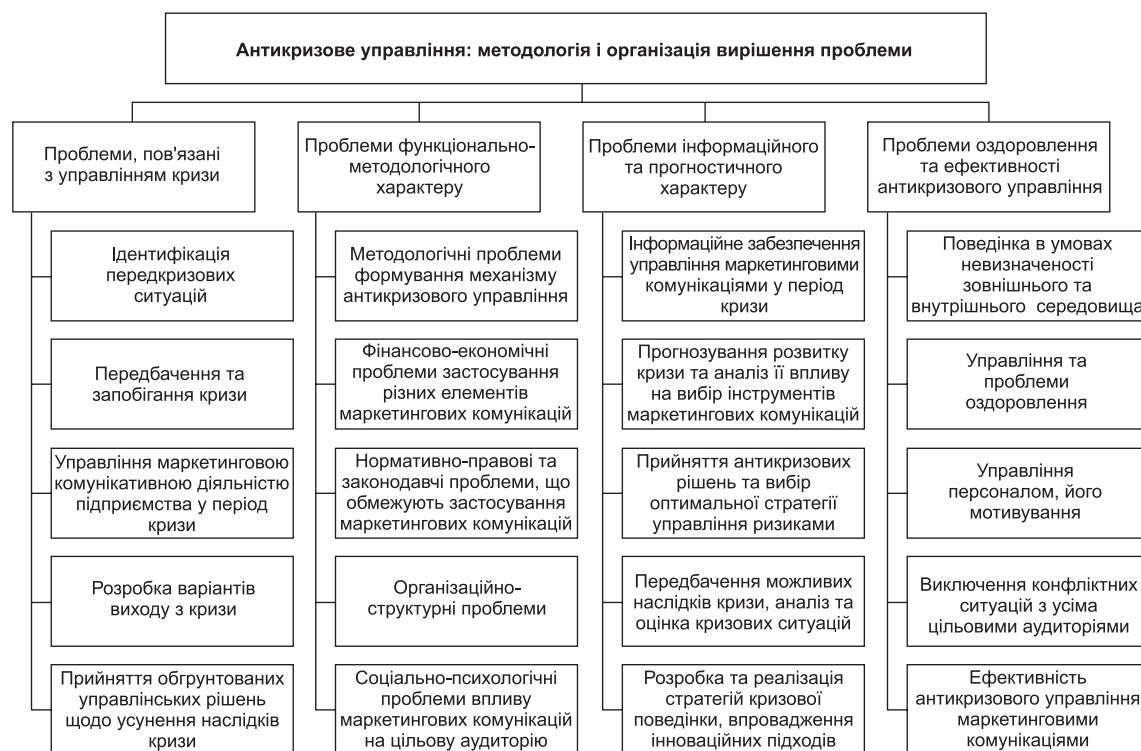 Антикризове управління: методологія і організація вирішення проблеми
Проблеми, пов'язані
з управлінням кризи
Ідентифікація
передкризових
ситуацій
Передбачення та
запобігання кризи
Управління маркетинговою
комунікативною діяльністю
підприємства у період
кризи
Розробка варіантів
виходу з кризи
Прийняття обгрунтованих
управлінських рішень
щодо усунення наслідків
кризи
Проблеми функціонально-
методологічного
характеру
Методологічні проблеми
формування механізму
антикризового управління
Фінансово-економічні
проблеми застосування
різних елементів
маркетингових комунікацій
Нормативно-правові та
законодавчі проблеми, що
обмежують застосування
маркетингових комунікацій
Організаційно-
структурні проблеми
Соціально-психологічні
проблеми впливу
маркетингових комунікацій
на цільову аудиторію
Проблеми інформаційного
та прогностичного
характеру
Інформаційне забезпечення
управління маркетинговими
комунікаціями у період
кризи
Прогнозування розвитку
кризи та аналіз її впливу
на вибір інструментів
маркетингових комунікацій
Прийняття антикризових
рішень та вибір
оптимальної стратегії
управління ризиками
Передбачення можливих
наслідків кризи, аналіз та
оцінка кризових ситуацій
Розробка та реалізація
стратегій кризової
поведінки, впровадження
інноваційних підходів
Проблеми оздоровлення
та ефективності
антикризового управління
Поведінка в умовах
невизначеності
зовнішнього та
внутрішнього середовища
Управління та
проблеми
оздоровлення
Управління
персоналом, його
мотивування
Виключення конфліктних
ситуацій з усіма
цільовими аудиторіями
Ефективність
антикризового управління
маркетинговими
комунікаціями